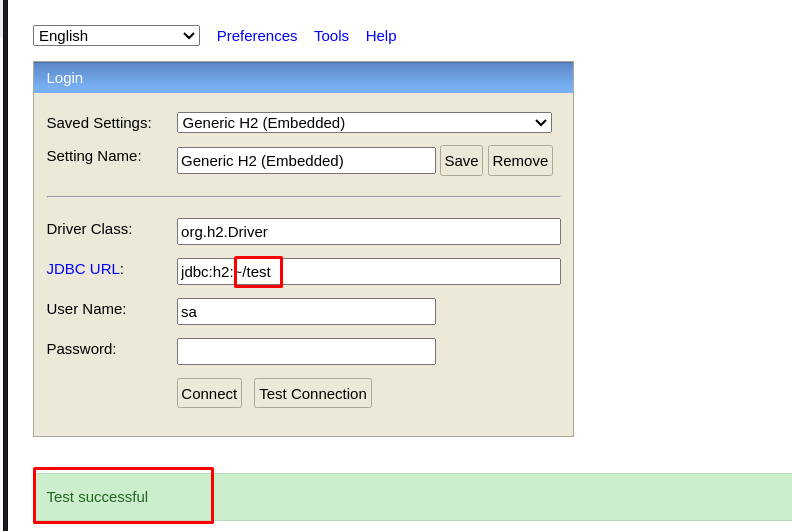 English Preferences Tools Help
Login
Saved Settings: Generic H2 (Embedded)
Setting Name: Generic H2 (Embedded) Save Remove
Driver Class: org.h2.Driver
JDBC URL: jdbc:h2:~/test
User Name: sa
Password:
Connect Test Connection
Test successful